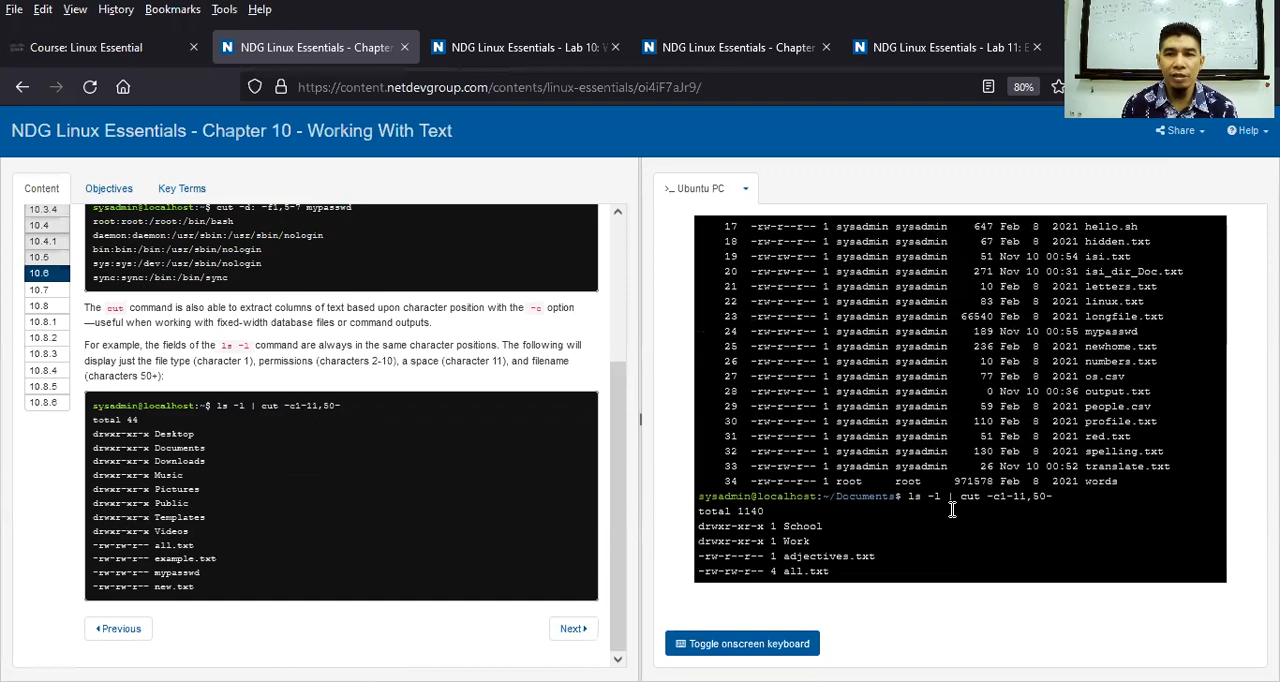 File Edit View History Bookmarks Tools Help
Course: Linux Essential
NDG Linux Essentials - Chapter
NDG Linux Essentials - Lab 10: W
NDG Linux Essentials - Chapter
NDG Linux Essentials - Lab 11: E
https://content.netdevgroup.com/contents/linux-essentials/oi4iF7aJr9/
80%
NDG Linux Essentials - Chapter 10 - Working With Text
Share
Help
Content
Objectives
Key Terms
10.3.4
10.4
10.4.1
10.5
10.6
10.7
10.8
10.8.1
10.8.2
10.8.3
10.8.4
10.8.5
10.8.6
sysadmin@localhost:~$ cut -d: -f1,5-7 mypasswd
root:root:/root:/bin/bash
daemon:daemon:/usr/sbin:/usr/sbin/nologin
bin:bin:/bin:/usr/sbin/nologin
sys:sys:/dev:/usr/sbin/nologin
sync:sync:/bin:/bin/sync
The cut command is also able to extract columns of text based upon character position with the -c option
—useful when working with fixed-width database files or command outputs.
For example, the fields of the ls -l command are always in the same character positions. The following will
display just the file type (character 1), permissions (characters 2-10), a space (character 11), and filename
(characters 50+):
sysadmin@localhost:~$ ls -l | cut -c1-11,50-
total 44
drwxr-xr-x Desktop
drwxr-xr-x Documents
drwxr-xr-x Downloads
drwxr-xr-x Music
drwxr-xr-x Pictures
drwxr-xr-x Public
drwxr-xr-x Templates
drwxr-xr-x Videos
-rw-rw-r-- all.txt
-rw-rw-r-- example.txt
-rw-rw-r-- mypasswd
-rw-rw-r-- new.txt
Previous
Next
Ubuntu PC
17 -rw-r--r-- 1 sysadmin sysadmin 647 Feb 8 2021 hello.sh
18 -rw-r--r-- 1 sysadmin sysadmin 67 Feb 8 2021 hidden.txt
19 -rw-rw-r-- 1 sysadmin sysadmin 51 Nov 10 00:54 isi.txt
20 -rw-rw-r-- 1 sysadmin sysadmin 271 Nov 10 00:31 isi_dir_Doc.txt
21 -rw-r--r-- 1 sysadmin sysadmin 10 Feb 8 2021 letters.txt
22 -rw-r--r-- 1 sysadmin sysadmin 83 Feb 8 2021 linux.txt
23 -rw-r--r-- 1 sysadmin sysadmin 66540 Feb 8 2021 longfile.txt
24 -rw-rw-r-- 1 sysadmin sysadmin 189 Nov 10 00:55 mypasswd
25 -rw-r--r-- 1 sysadmin sysadmin 236 Feb 8 2021 newhome.txt
26 -rw-r--r-- 1 sysadmin sysadmin 10 Feb 8 2021 numbers.txt
27 -rw-r--r-- 1 sysadmin sysadmin 77 Feb 8 2021 os.csv
28 -rw-rw-r-- 1 sysadmin sysadmin 0 Nov 10 00:36 output.txt
29 -rw-r--r-- 1 sysadmin sysadmin 59 Feb 8 2021 people.csv
30 -rw-r--r-- 1 sysadmin sysadmin 110 Feb 8 2021 profile.txt
31 -rw-r--r-- 1 sysadmin sysadmin 51 Feb 8 2021 red.txt
32 -rw-r--r-- 1 sysadmin sysadmin 130 Feb 8 2021 spelling.txt
33 -rw-rw-r-- 1 sysadmin sysadmin 26 Nov 10 00:52 translate.txt
34 -rw-r--r-- 1 root root 971578 Feb 8 2021 words
sysadmin@localhost:~/Documents$ ls -l | cut -c1-11,50-
total 1140
drwxr-xr-x 1 School
drwxr-xr-x 1 Work
-rw-r--r-- 1 adjectives.txt
-rw-rw-r-- 4 all.txt
Toggle onscreen keyboard